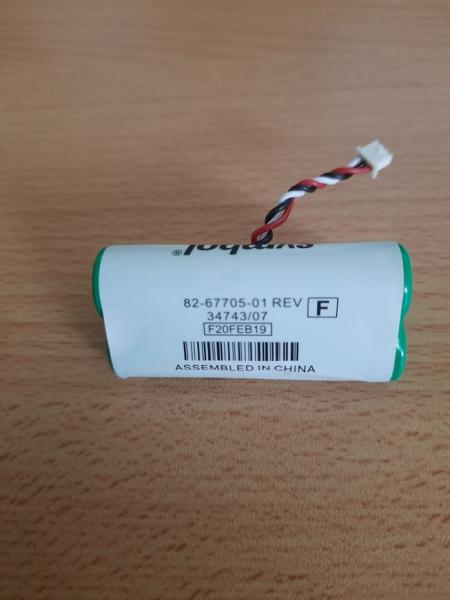 symbol®
82-67705-01 REV F
34743/07
F20FEB19
ASSEMBLED IN CHINA